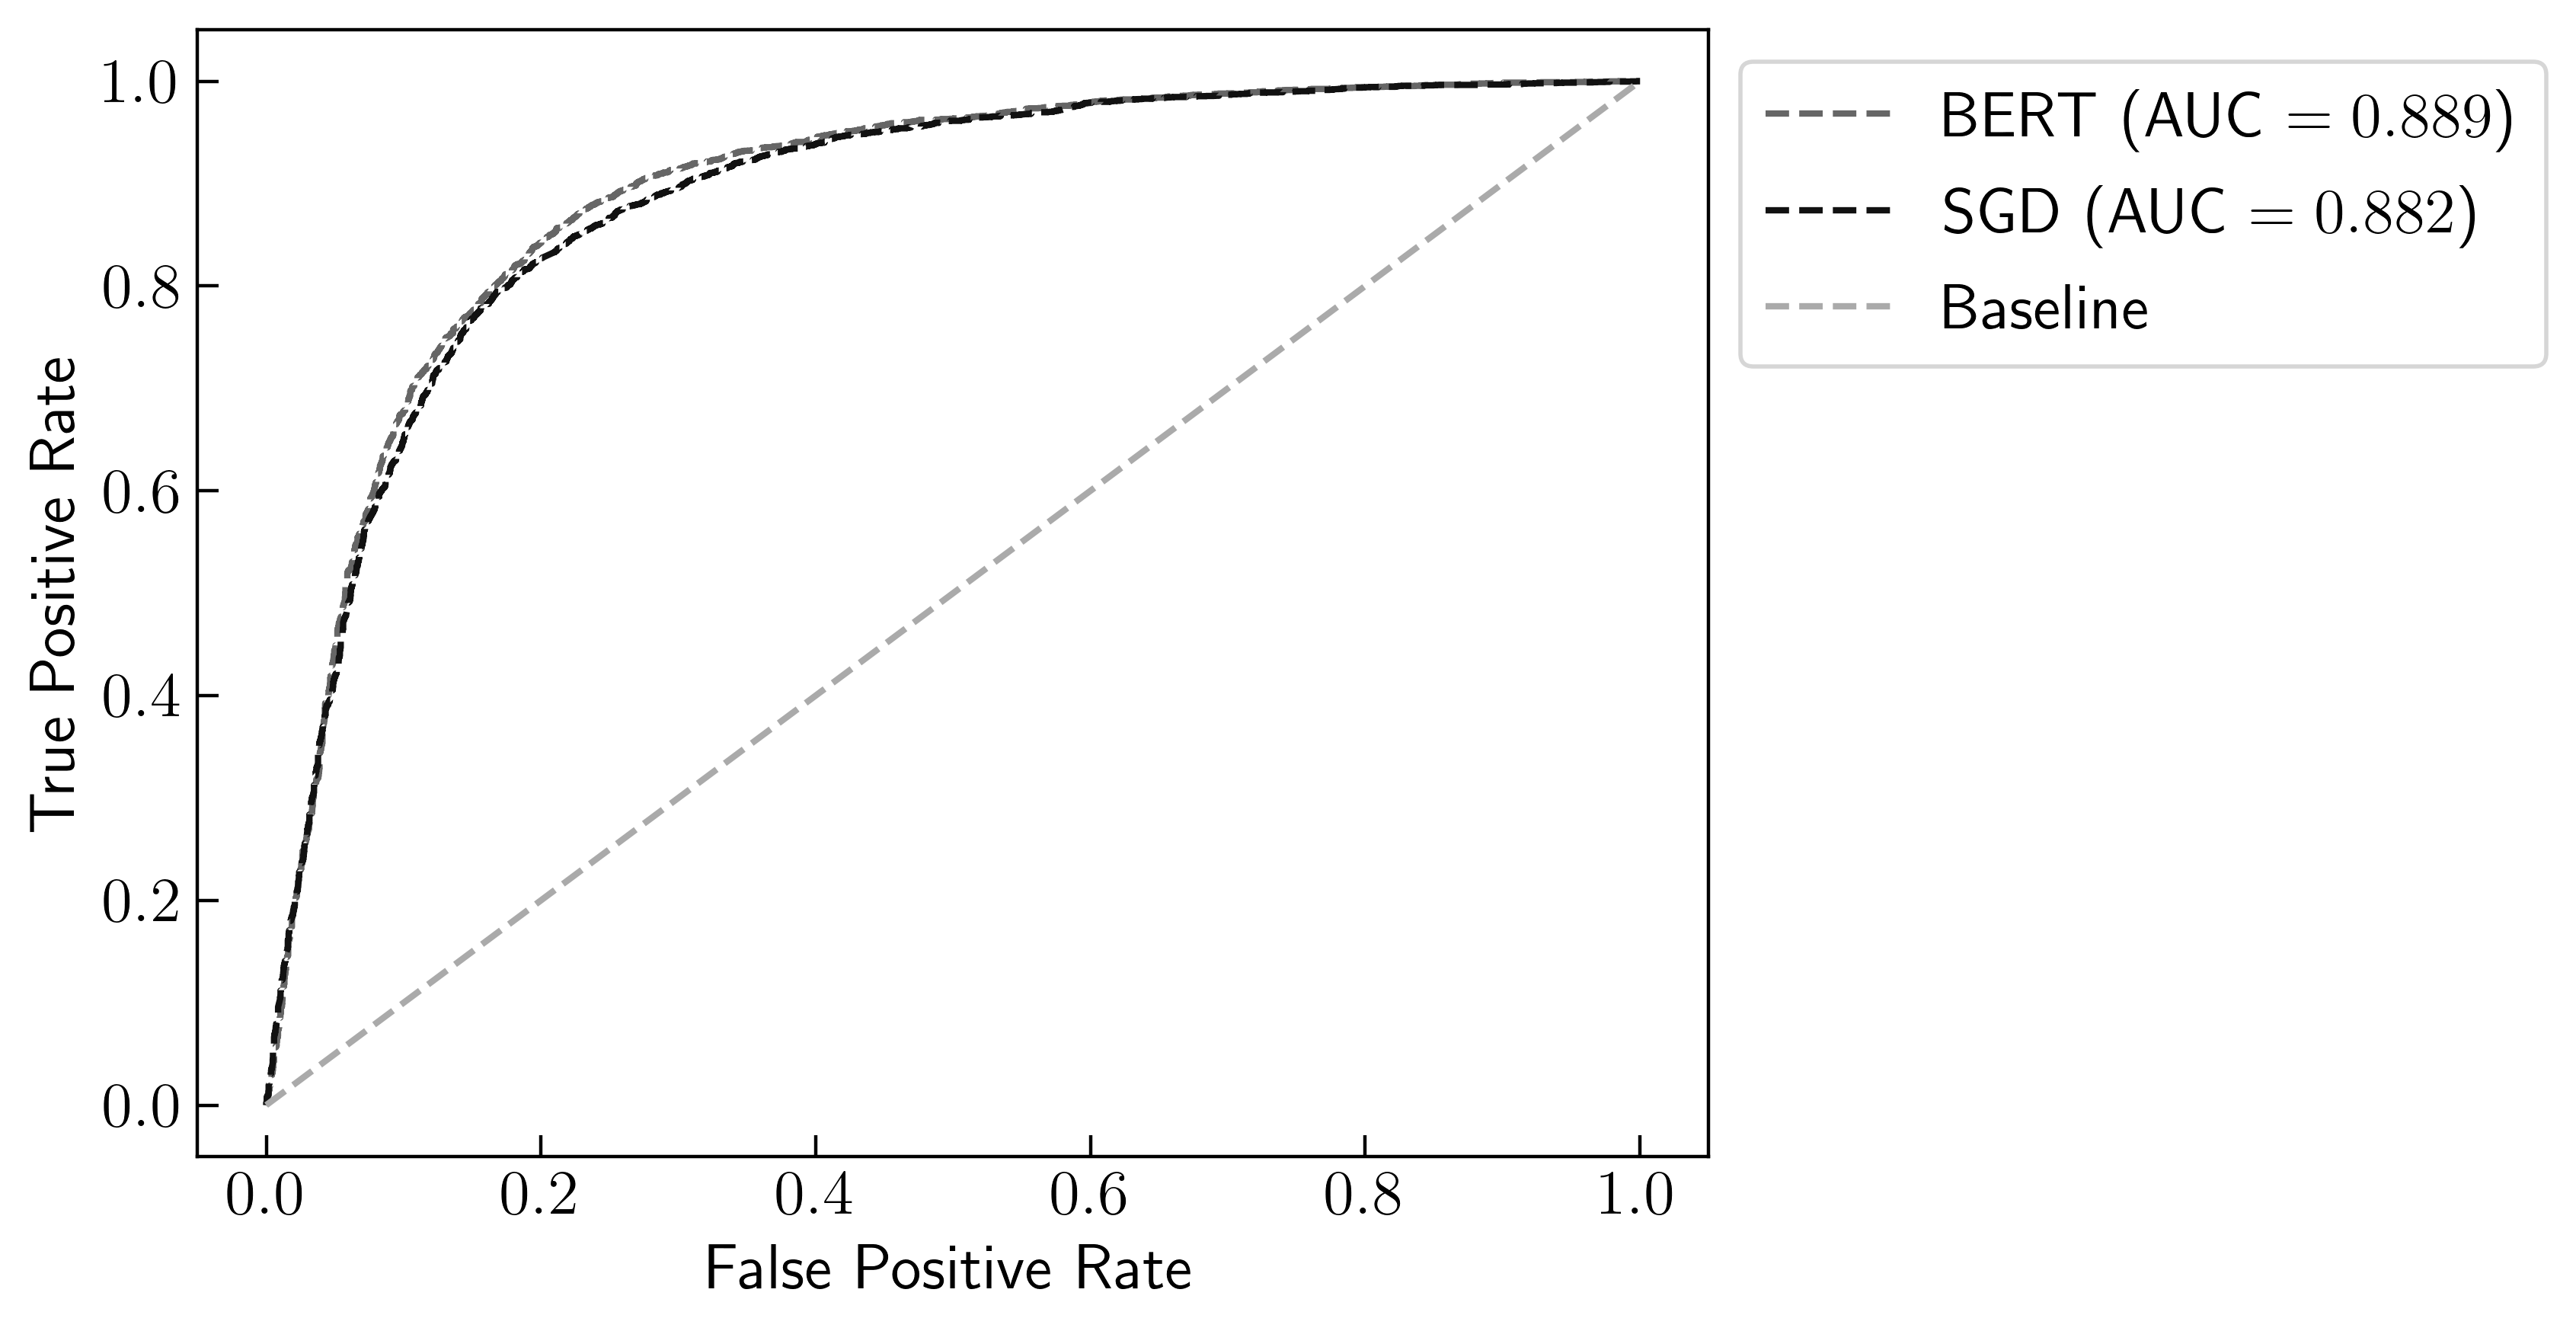 1.0
0.8
0.6
0.4
0.2
0.0
True Positive Rate
0.0 0.2 0.4 0.6 0.8 1.0
False Positive Rate
BERT (AUC = 0.889)
SGD (AUC = 0.882)
Baseline